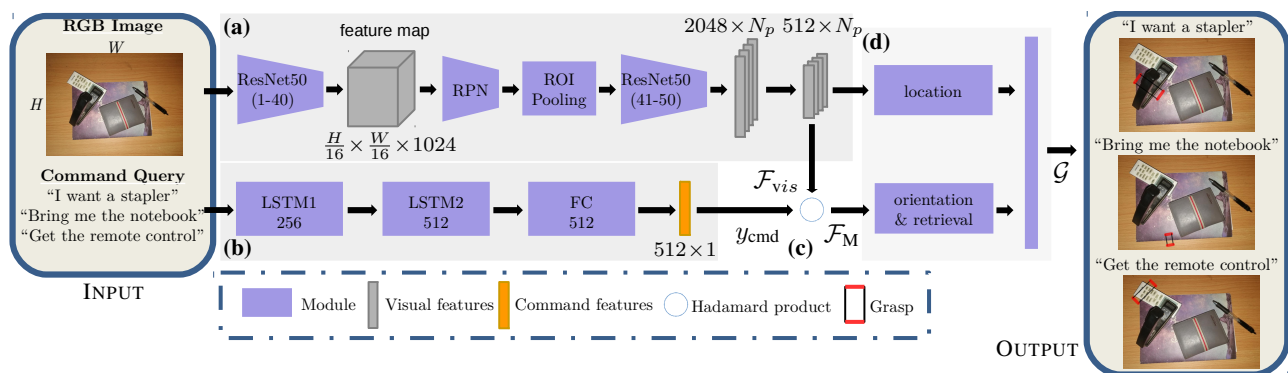 RGB Image
W
H
Command Query
“I want a stapler”
“Bring me the notebook”
“Get the remote control”
INPUT
(a)
ResNet50
(1-40)
feature map
H/16 × W/16 × 1024
RPN
ROI
Pooling
ResNet50
(41-50)
2048 × N_p
512 × N_p
(b)
LSTM1
256
LSTM2
512
FC
512
512 × 1
y_cmd
F_vis
(c)
F_M
(d)
location
orientation
& retrieval
G
Module
Visual features
Command features
Hadamard product
Grasp
OUTPUT
“I want a stapler”
“Bring me the notebook”
“Get the remote control”